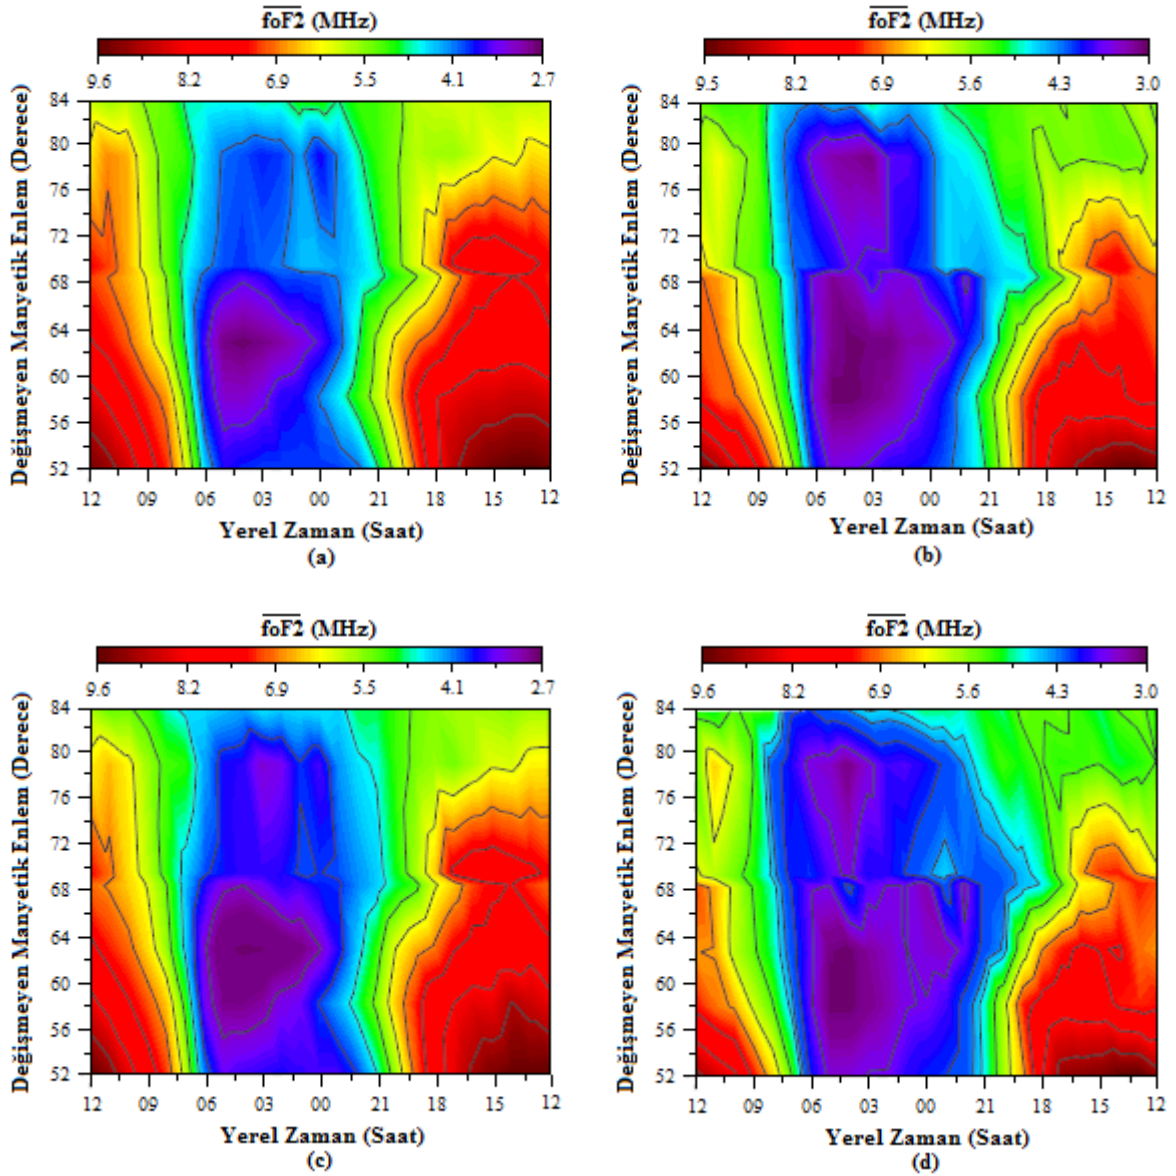 foF2 (MHz)
9.6 8.2 6.9 5.5 4.1 2.7
Değişmeyen Manyetik Enlem (Derece)
84
80
76
72
68
64
60
56
52
12 09 06 03 00 21 18 15 12
Yerel Zaman (Saat)
(a)
foF2 (MHz)
9.5 8.2 6.9 5.6 4.3 3.0
Değişmeyen Manyetik Enlem (Derece)
84
80
76
72
68
64
60
56
52
12 09 06 03 00 21 18 15 12
Yerel Zaman (Saat)
(b)
foF2 (MHz)
9.6 8.2 6.9 5.5 4.1 2.7
Değişmeyen Manyetik Enlem (Derece)
84
80
76
72
68
64
60
56
52
12 09 06 03 00 21 18 15 12
Yerel Zaman (Saat)
(c)
foF2 (MHz)
9.6 8.2 6.9 5.6 4.3 3.0
Değişmeyen Manyetik Enlem (Derece)
84
80
76
72
68
64
60
56
52
12 09 06 03 00 21 18 15 12
Yerel Zaman (Saat)
(d)